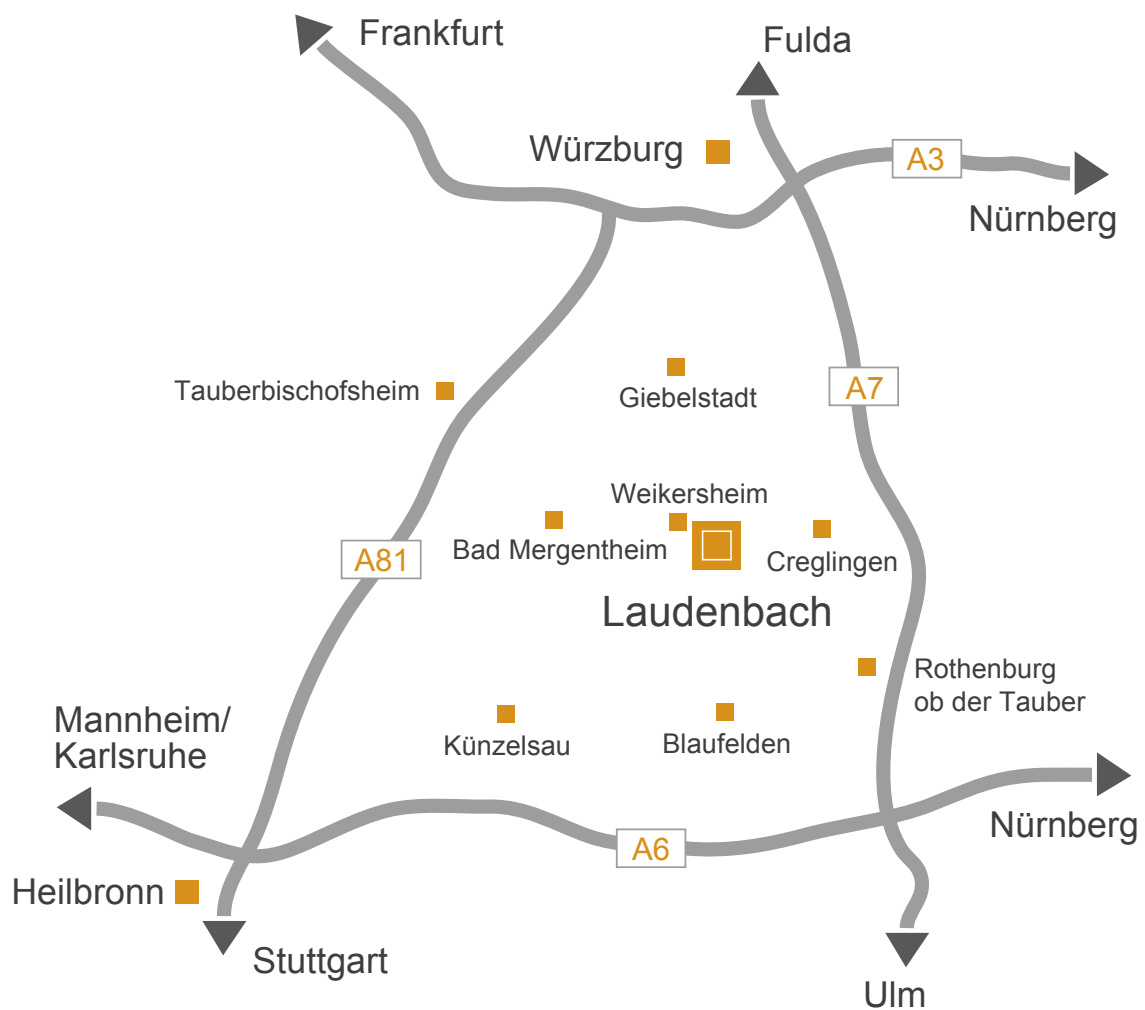 Frankfurt
Fulda
Würzburg
A3
Nürnberg
Tauberbischofsheim
Giebelstadt
A7
Weikersheim
Bad Mergentheim
A81
Creglingen
Laudenbach
Rothenburg
ob der Tauber
Mannheim/
Karlsruhe
Künzelsau
Blaufelden
Nürnberg
A6
Heilbronn
Stuttgart
Ulm